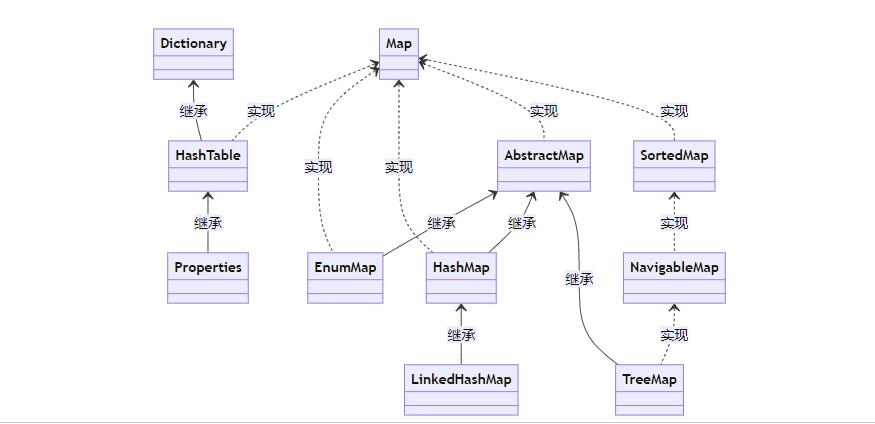 Dictionary
Map
继承
实现
实现
实现
实现
实现
HashTable
AbstractMap
SortedMap
继承
继承
继承
实现
Properties
EnumMap
HashMap
NavigableMap
继承
继承
实现
LinkedHashMap
TreeMap